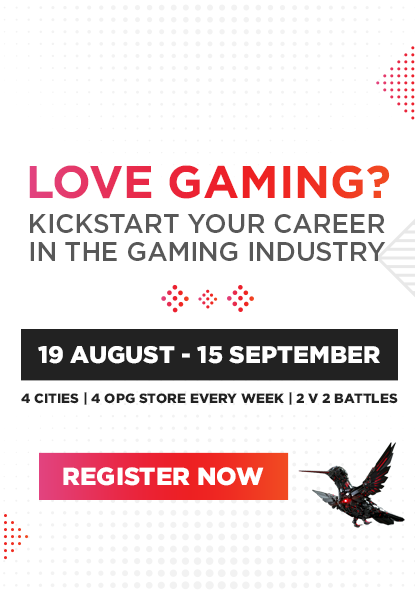 LOVE GAMING?
KICKSTART YOUR CAREER
IN THE GAMING INDUSTRY
19 AUGUST - 15 SEPTEMBER
4 CITIES | 4 OPG STORE EVERY WEEK | 2 V 2 BATTLES
REGISTER NOW